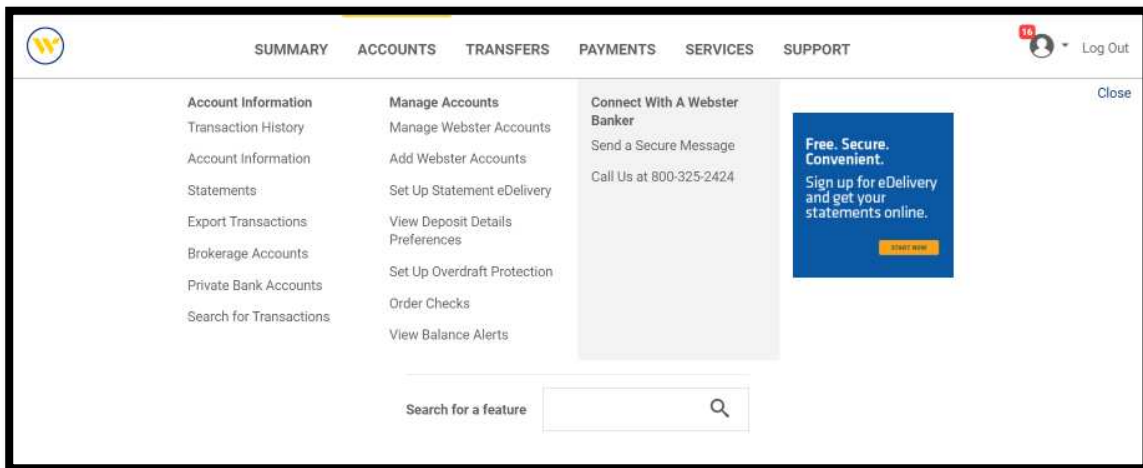 SUMMARY ACCOUNTS TRANSFERS PAYMENTS SERVICES SUPPORT
16
Log Out
Close
Account Information
Transaction History
Account Information
Statements
Export Transactions
Brokerage Accounts
Private Bank Accounts
Search for Transactions
Manage Accounts
Manage Webster Accounts
Add Webster Accounts
Set Up Statement eDelivery
View Deposit Details
Preferences
Set Up Overdraft Protection
Order Checks
View Balance Alerts
Connect With A Webster
Banker
Send a Secure Message
Call Us at 800-325-2424
Free. Secure.
Convenient.
Sign up for eDelivery
and get your
statements online.
START NOW
Search for a feature